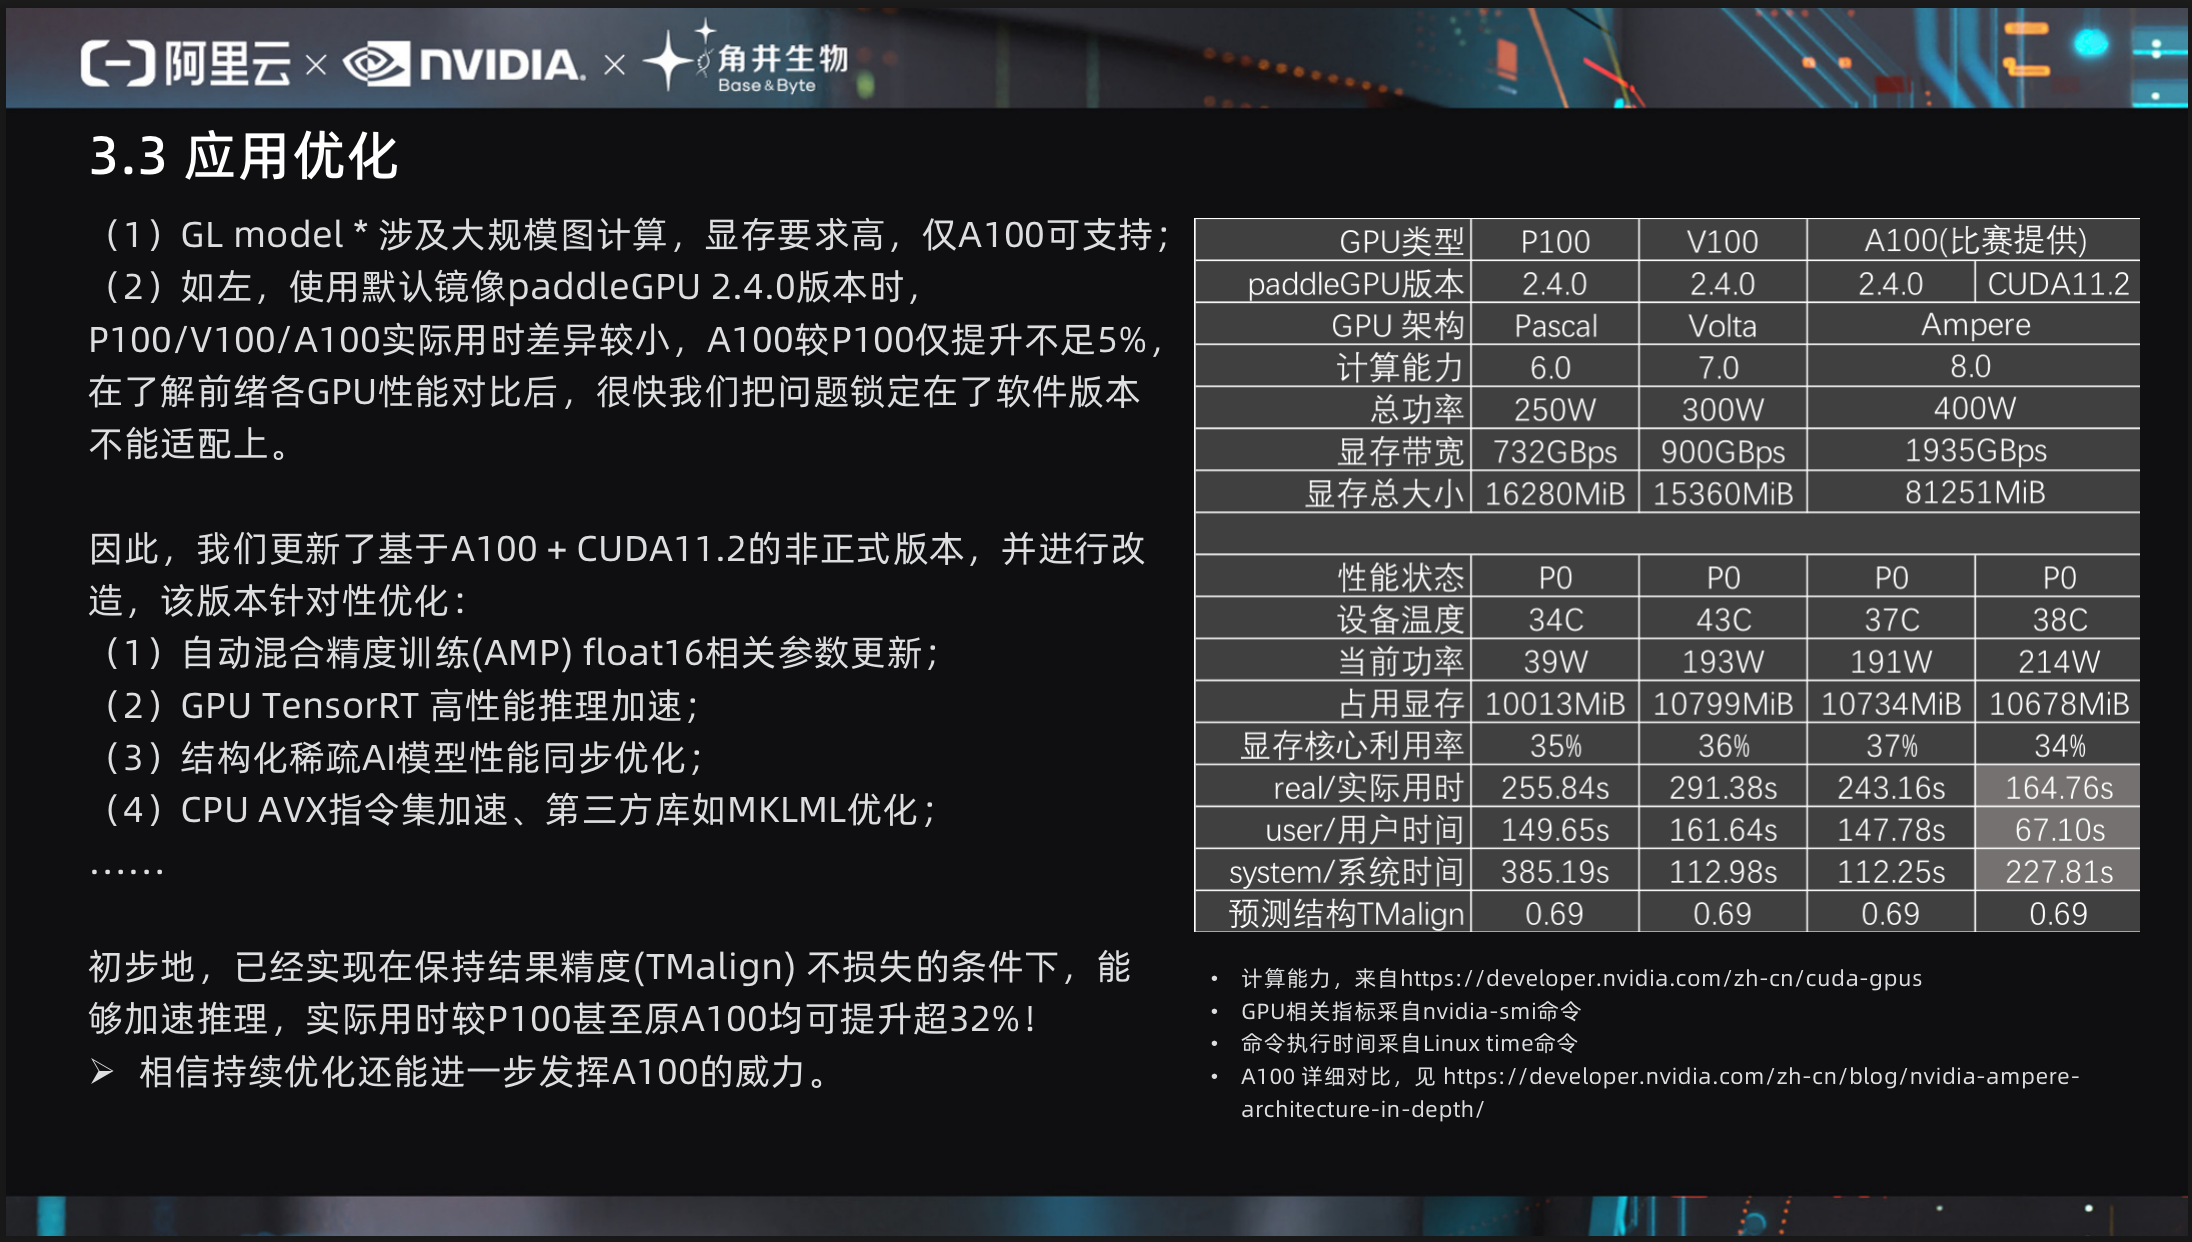 阿里云 × NVIDIA. × 角井生物
Base&Byte
3.3 应用优化
（1）GL model * 涉及大规模图计算，显存要求高，仅A100可支持；
（2）如左，使用默认镜像paddleGPU 2.4.0版本时，
P100/V100/A100实际用时差异较小，A100较P100仅提升不足5%，
在了解前绪各GPU性能对比后，很快我们把问题锁定在了软件版本
不能适配上。
因此，我们更新了基于A100 + CUDA11.2的非正式版本，并进行改
造，该版本针对性优化：
（1）自动混合精度训练(AMP) float16相关参数更新；
（2）GPU TensorRT 高性能推理加速；
（3）结构化稀疏AI模型性能同步优化；
（4）CPU AVX指令集加速、第三方库如MKLML优化；
……
初步地，已经实现在保持结果精度(TMalign) 不损失的条件下，能
够加速推理，实际用时较P100甚至原A100均可提升超32%！
➢ 相信持续优化还能进一步发挥A100的威力。
GPU类型 P100 V100 A100(比赛提供)
paddleGPU版本 2.4.0 2.4.0 2.4.0 CUDA11.2
GPU 架构 Pascal Volta Ampere
计算能力 6.0 7.0 8.0
总功率 250W 300W 400W
显存带宽 732GBps 900GBps 1935GBps
显存总大小 16280MiB 15360MiB 81251MiB
性能状态 P0 P0 P0 P0
设备温度 34C 43C 37C 38C
当前功率 39W 193W 191W 214W
占用显存 10013MiB 10799MiB 10734MiB 10678MiB
显存核心利用率 35% 36% 37% 34%
real/实际用时 255.84s 291.38s 243.16s 164.76s
user/用户时间 149.65s 161.64s 147.78s 67.10s
system/系统时间 385.19s 112.98s 112.25s 227.81s
预测结构TMalign 0.69 0.69 0.69 0.69
• 计算能力，来自https://developer.nvidia.com/zh-cn/cuda-gpus
• GPU相关指标采自nvidia-smi命令
• 命令执行时间采自Linux time命令
• A100 详细对比，见 https://developer.nvidia.com/zh-cn/blog/nvidia-ampere-
architecture-in-depth/